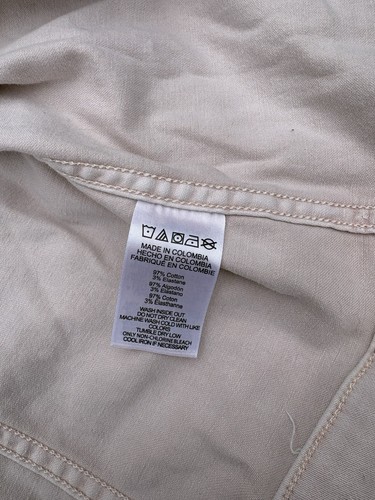 MADE IN COLOMBIA
HECHO EN COLOMBIA
FABRIQUÉ EN COLOMBIE
97% Cotton
3% Elastane
97% Algodón
3% Elastano
97% Coton
3% Élasthanne
WASH INSIDE OUT
DO NOT DRY CLEAN
MACHINE WASH COLD WITH LIKE
COLORS
TUMBLE DRY LOW
ONLY NON-CHLORINE BLEACH
COOL IRON IF NECESSARY